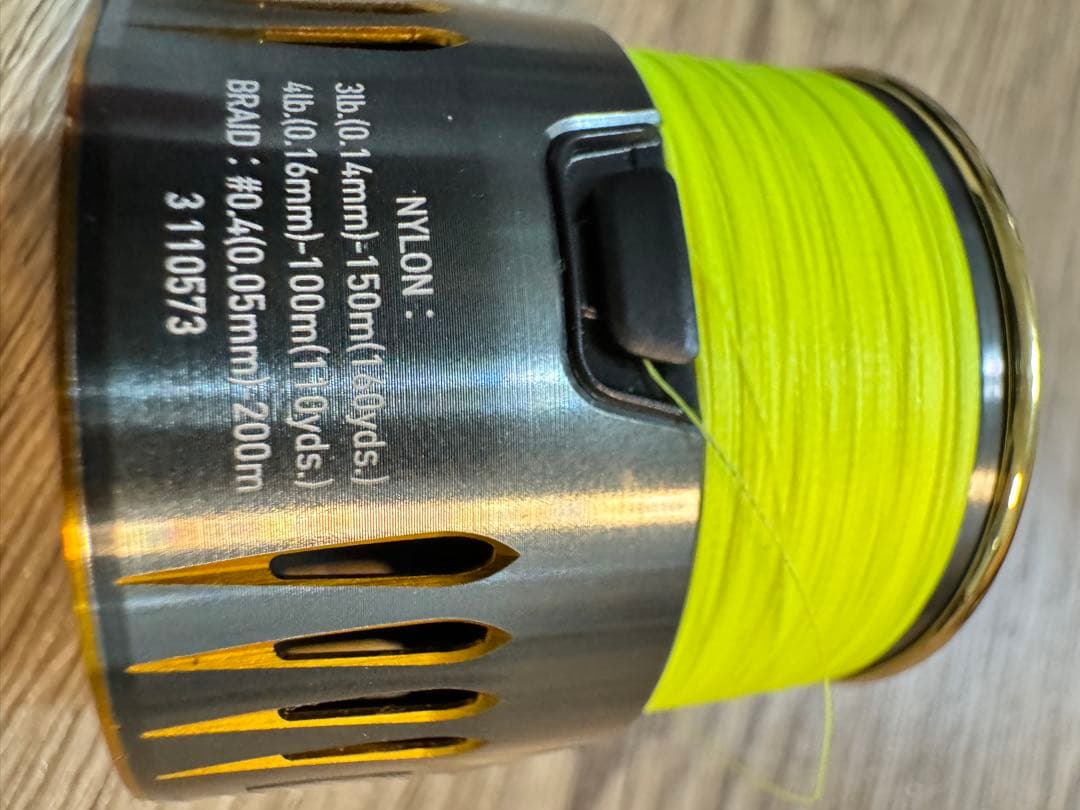 NYLON :
3lb.(0.14mm)-150m(160yds.)
4lb.(0.16mm)-100m(110yds.)
BRAID : #0.4(0.05mm)-200m
3110573